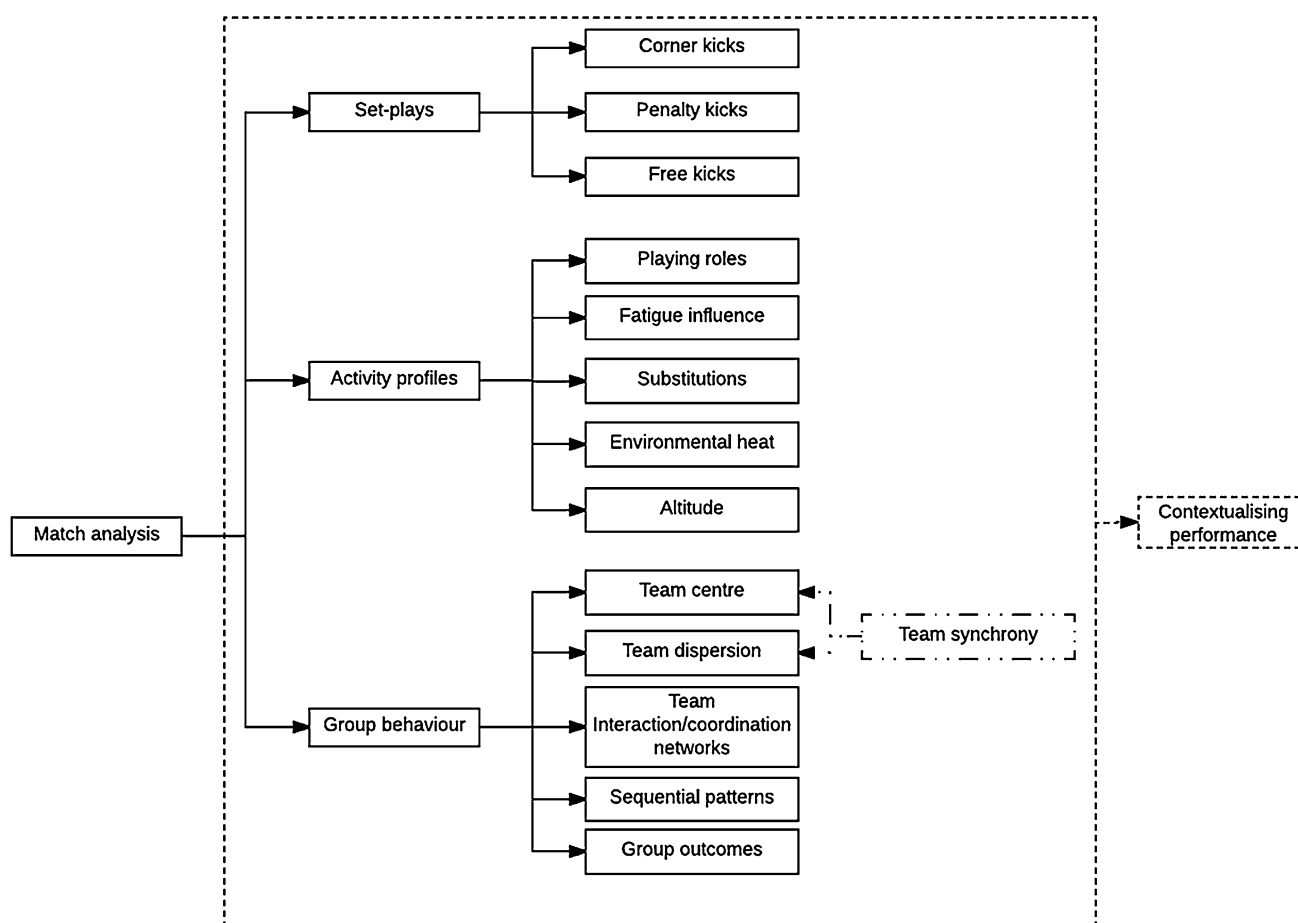 Corner kicks
Set-plays
Penalty kicks
Free kicks
Playing roles
Fatigue influence
Activity profiles
Substitutions
Environmental heat
Altitude
Match analysis
Contextualising
performance
Team centre
Team synchrony
Team dispersion
Group behaviour
Team
Interaction/coordination
networks
Sequential patterns
Group outcomes